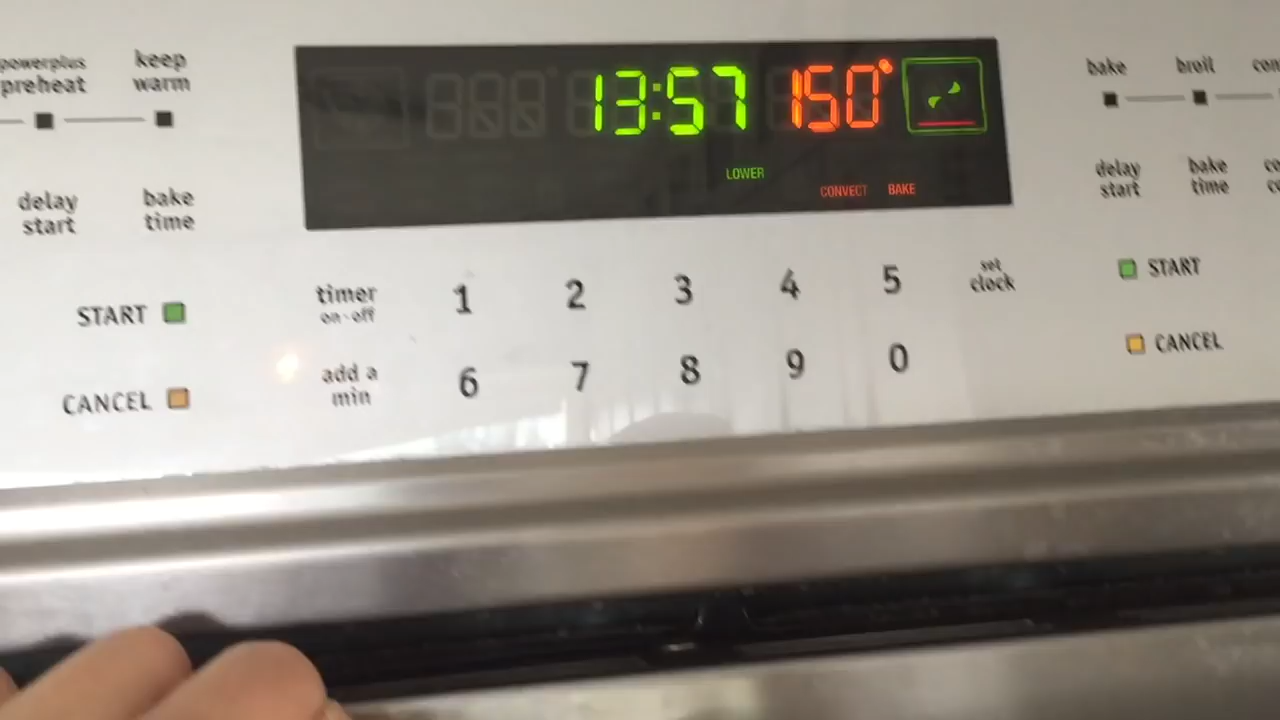 powerplus
preheat
keep
warm
13:57
150°
LOWER
CONVECT BAKE
bake
broil
delay
start
bake
time
delay
start
bake
time
START
CANCEL
timer
on-off
1 2 3 4 5
set
clock
add a
min
6 7 8 9 0
START
CANCEL